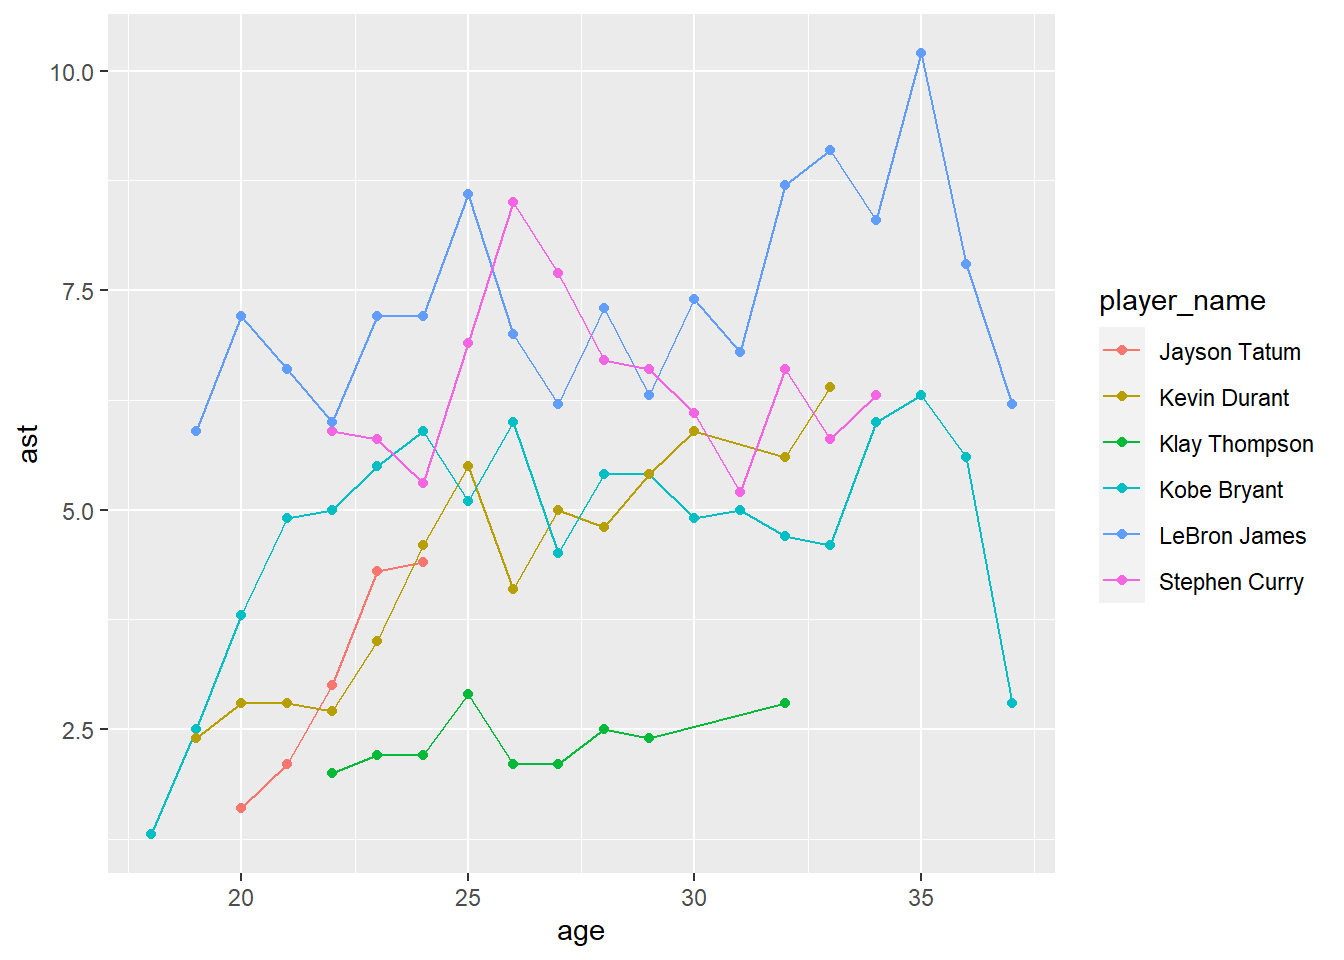 10.0
7.5
5.0
2.5
ast
20 25 30 35
age
player_name
Jayson Tatum
Kevin Durant
Klay Thompson
Kobe Bryant
LeBron James
Stephen Curry